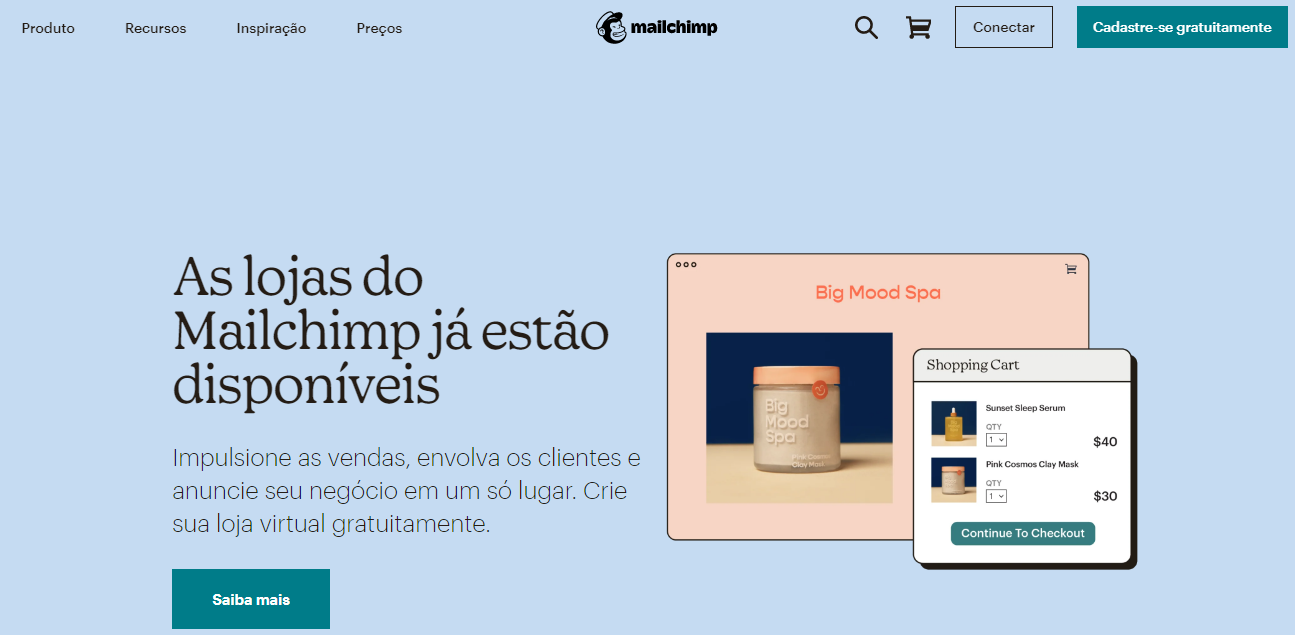 Produto Recursos Inspiração Preços mailchimp Conectar Cadastre-se gratuitamente
As lojas do
Mailchimp já estão
disponíveis
Impulsione as vendas, envolva os clientes e
anuncie seu negócio em um só lugar. Crie
sua loja virtual gratuitamente.
Saiba mais
Big Mood Spa
Big
Mood
Spa
Pink Cosmos
Clay Mask
Shopping Cart
Sunset Sleep Serum
QTY
1
$40
Pink Cosmos Clay Mask
QTY
1
$30
Continue To Checkout